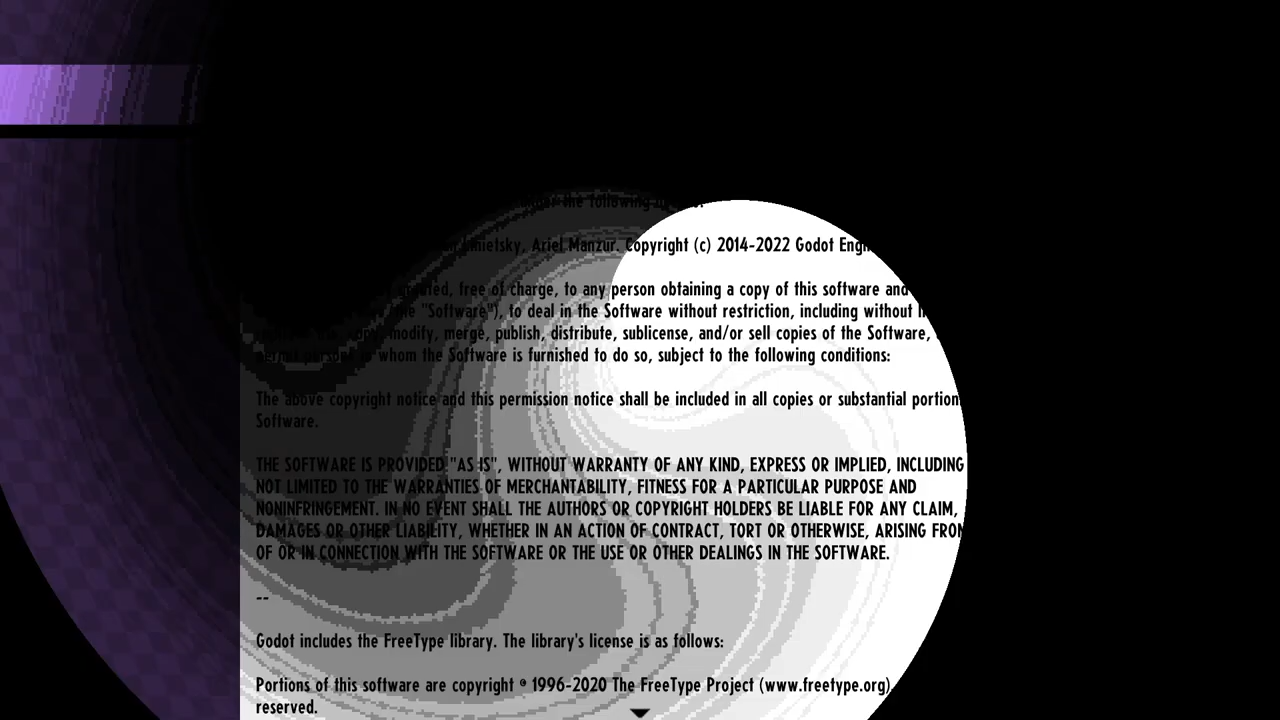 under the following
Ariel Manzur. Copyright (c) 2014-2022 Godot
granted, free of charge, to any person obtaining a copy of this software and
the "Software"), to deal in the Software without restriction, including without
copy, modify, merge, publish, distribute, sublicense, and/or sell copies of the Software,
permit persons to whom the Software is furnished to do so, subject to the following conditions:
The above copyright notice and this permission notice shall be included in all copies or substantial portion
Software.
THE SOFTWARE IS PROVIDED "AS IS", WITHOUT WARRANTY OF ANY KIND, EXPRESS OR IMPLIED, INCLUDING
NOT LIMITED TO THE WARRANTIES OF MERCHANTABILITY, FITNESS FOR A PARTICULAR PURPOSE AND
NONINFRINGEMENT. IN NO EVENT SHALL THE AUTHORS OR COPYRIGHT HOLDERS BE LIABLE FOR ANY CLAIM,
DAMAGES OR OTHER LIABILITY, WHETHER IN AN ACTION OF CONTRACT, TORT OR OTHERWISE, ARISING FROM
OF OR IN CONNECTION WITH THE SOFTWARE OR THE USE OR OTHER DEALINGS IN THE SOFTWARE.
--
Godot includes the FreeType library. The library's license is as follows:
Portions of this software are copyright © 1996-2020 The FreeType Project (www.freetype.org)
reserved.